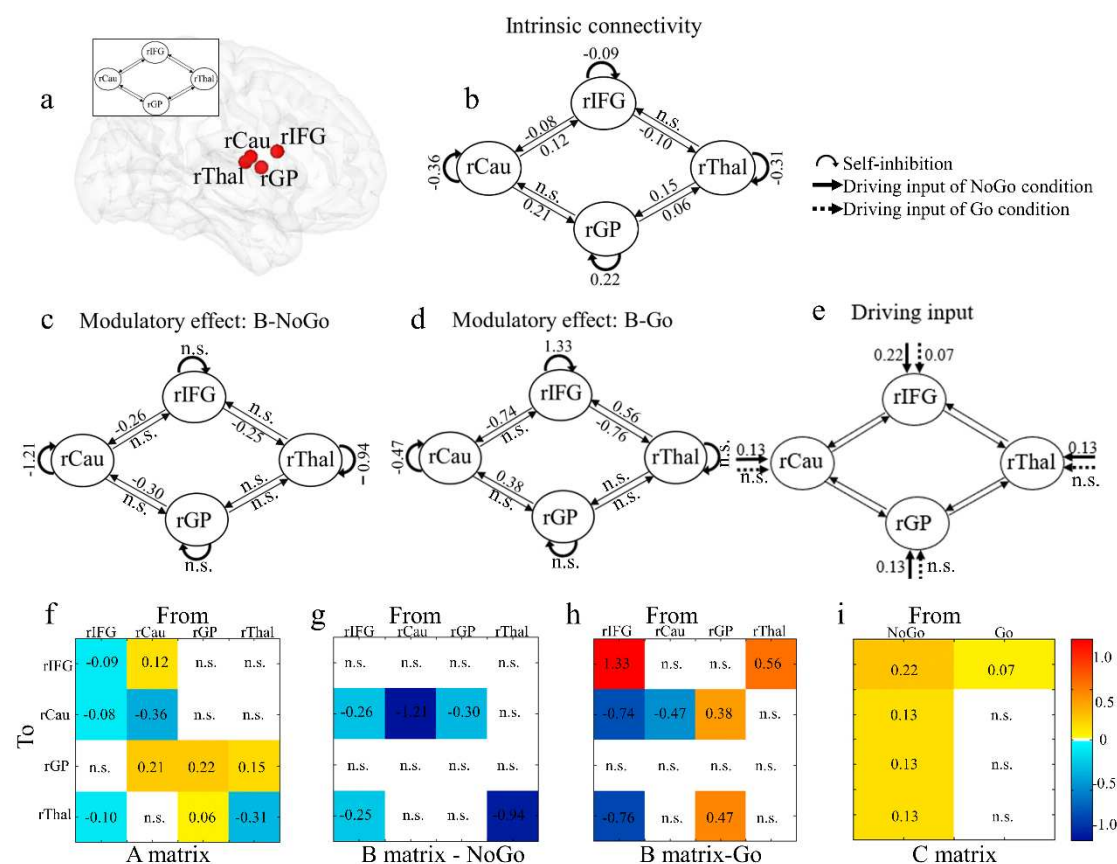 Intrinsic connectivity
a
rIFG
rCau
rThal
rGP
rCau
rIFG
rThal
rGP
b
-0.09
rIFG
-0.08
0.12
n.s.
-0.10
-0.36
rCau
rThal
-0.31
n.s.
0.21
0.15
0.06
rGP
0.22
Self-inhibition
Driving input of NoGo condition
Driving input of Go condition
c
Modulatory effect: B-NoGo
n.s.
rIFG
-0.26
n.s.
n.s.
-0.25
-1.21
rCau
rThal
-0.94
-0.30
n.s.
n.s.
n.s.
rGP
n.s.
d
Modulatory effect: B-Go
1.33
rIFG
-0.74
n.s.
0.56
-0.76
-0.47
rCau
rThal
n.s.
0.38
n.s.
n.s.
n.s.
rGP
n.s.
e
Driving input
0.22
0.07
rIFG
0.13
n.s.
rCau
rThal
0.13
n.s.
rGP
0.13
n.s.
f
From
rIFG rCau rGP rThal
To
rIFG -0.09 0.12 n.s. n.s.
rCau -0.08 -0.36 n.s. n.s.
rGP n.s. 0.21 0.22 0.15
rThal -0.10 n.s. 0.06 -0.31
A matrix
g
From
rIFG rCau rGP rThal
n.s. n.s. n.s. n.s.
-0.26 -1.21 -0.30 n.s.
n.s. n.s. n.s. n.s.
-0.25 n.s. n.s. -0.94
B matrix - NoGo
h
From
rIFG rCau rGP rThal
1.33 n.s. n.s. 0.56
-0.74 -0.47 0.38 n.s.
n.s. n.s. n.s. n.s.
-0.76 n.s. 0.47 n.s.
B matrix-Go
i
From
NoGo Go
0.22 0.07
0.13 n.s.
0.13 n.s.
0.13 n.s.
C matrix
1.0
0.5
0
-0.5
-1.0